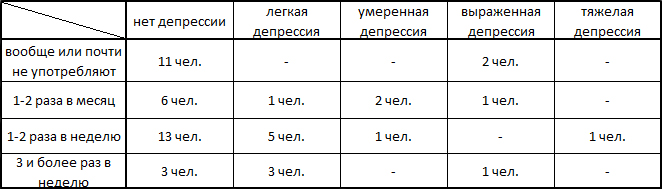 нет депрессии легкая депрессия умеренная депрессия выраженная депрессия тяжелая депрессия
вообще или почти не употребляют 11 чел. - - 2 чел. -
1-2 раза в месяц 6 чел. 1 чел. 2 чел. 1 чел. -
1-2 раза в неделю 13 чел. 5 чел. 1 чел. - 1 чел.
3 и более раз в неделю 3 чел. 3 чел. - 1 чел. -